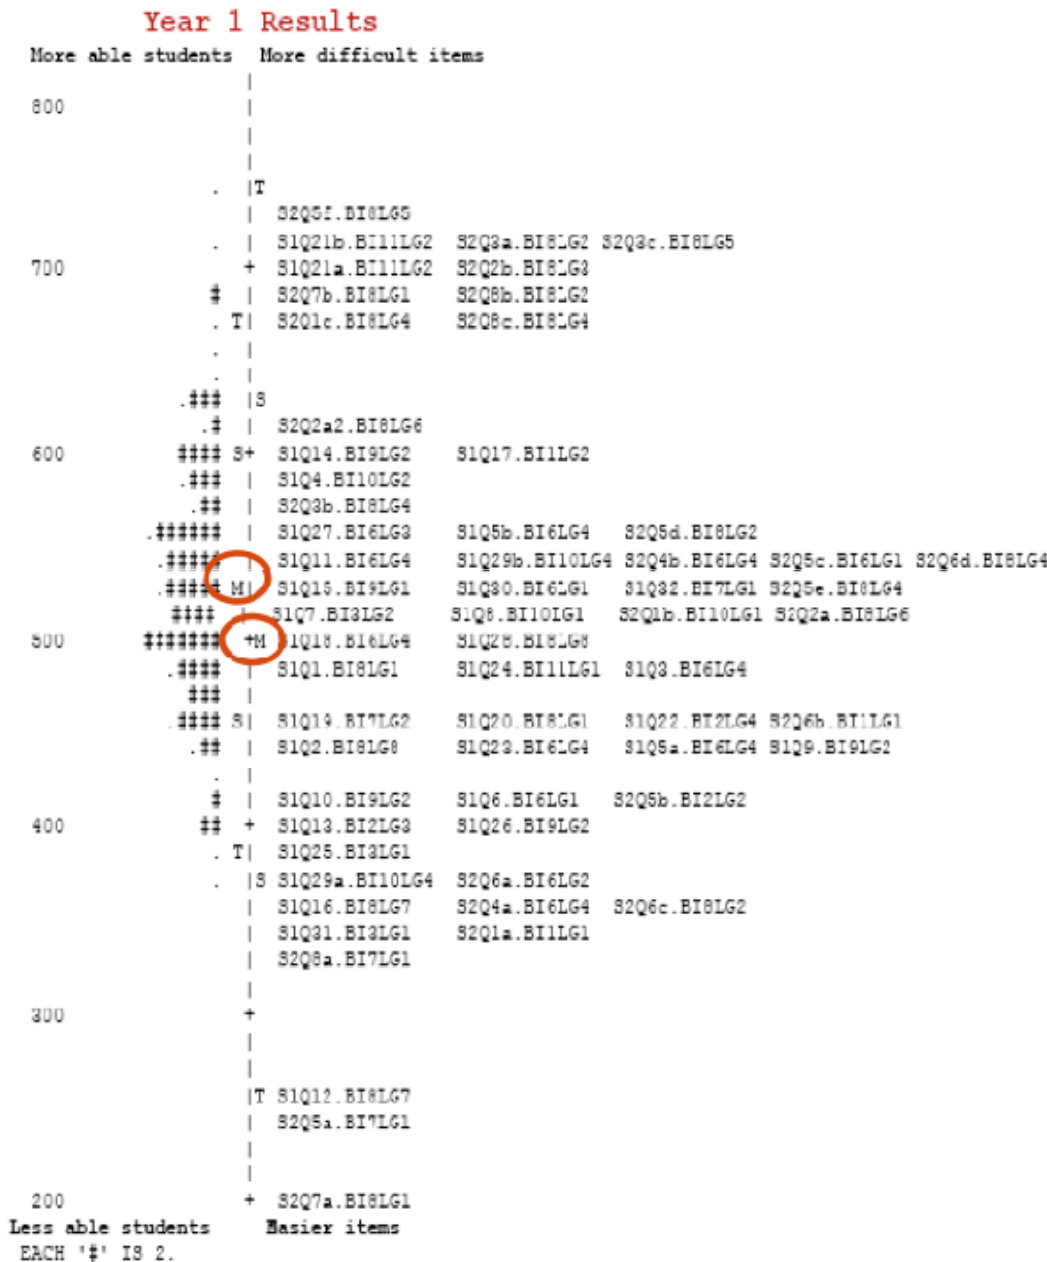 Year 1 Results
More able students | More difficult items
|
800 |
|
|
. |T
| S2Q5f.BI8LG5
. | S1Q21b.BI11LG2 S2Q3a.BI8LG2 S2Q3c.BI8LG5
700 + S1Q21a.BI11LG2 S2Q2b.BI8LG3
# | S2Q7b.BI8LG1 S2Q8b.BI8LG2
. T| S2Q1c.BI8LG4 S2Q8c.BI8LG4
. |
. |
.### |S
.# | S2Q2a2.BI8LG6
600 #### S+ S1Q14.BI9LG2 S1Q17.BI1LG2
.### | S1Q4.BI10LG2
.## | S2Q3b.BI8LG4
.###### | S1Q27.BI6LG3 S1Q5b.BI6LG4 S2Q5d.BI8LG2
.##### | S1Q11.BI6LG4 S1Q29b.BI10LG4 S2Q4b.BI6LG4 S2Q5c.BI6LG1 S2Q6d.BI8LG4
.##### M| S1Q15.BI9LG1 S1Q30.BI6LG1 S1Q32.BI7LG1 S2Q5e.BI8LG4
#### | S1Q7.BI3LG2 S1Q8.BI10LG1 S2Q1b.BI10LG1 S2Q2a.BI8LG6
500 ####### +M S1Q18.BI6LG4 S1Q28.BI8LG8
.#### | S1Q1.BI8LG1 S1Q24.BI11LG1 S1Q3.BI6LG4
### |
.#### S| S1Q19.BI7LG2 S1Q20.BI8LG1 S1Q22.BI2LG4 S2Q6b.BI1LG1
.## | S1Q2.BI8LG8 S1Q23.BI6LG4 S1Q5a.BI6LG4 S1Q9.BI9LG2
. |
# | S1Q10.BI9LG2 S1Q6.BI6LG1 S2Q5b.BI2LG2
400 ## + S1Q13.BI2LG3 S1Q26.BI9LG2
. T| S1Q25.BI3LG1
. |S S1Q29a.BI10LG4 S2Q6a.BI6LG2
| S1Q16.BI8LG7 S2Q4a.BI6LG4 S2Q6c.BI8LG2
| S1Q31.BI3LG1 S2Q1a.BI1LG1
| S2Q8a.BI7LG1
|
300 +
|
|
|T S1Q12.BI8LG7
| S2Q5a.BI7LG1
|
|
200 + S2Q7a.BI8LG1
Less able students Easier items
EACH '#' IS 2.